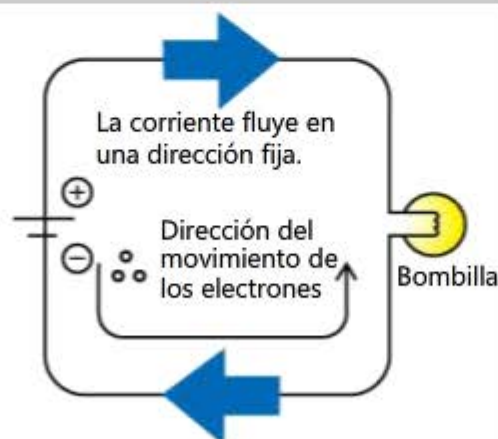 La corriente fluye en
una dirección fija.
+
−
Dirección del
movimiento de
los electrones
Bombilla